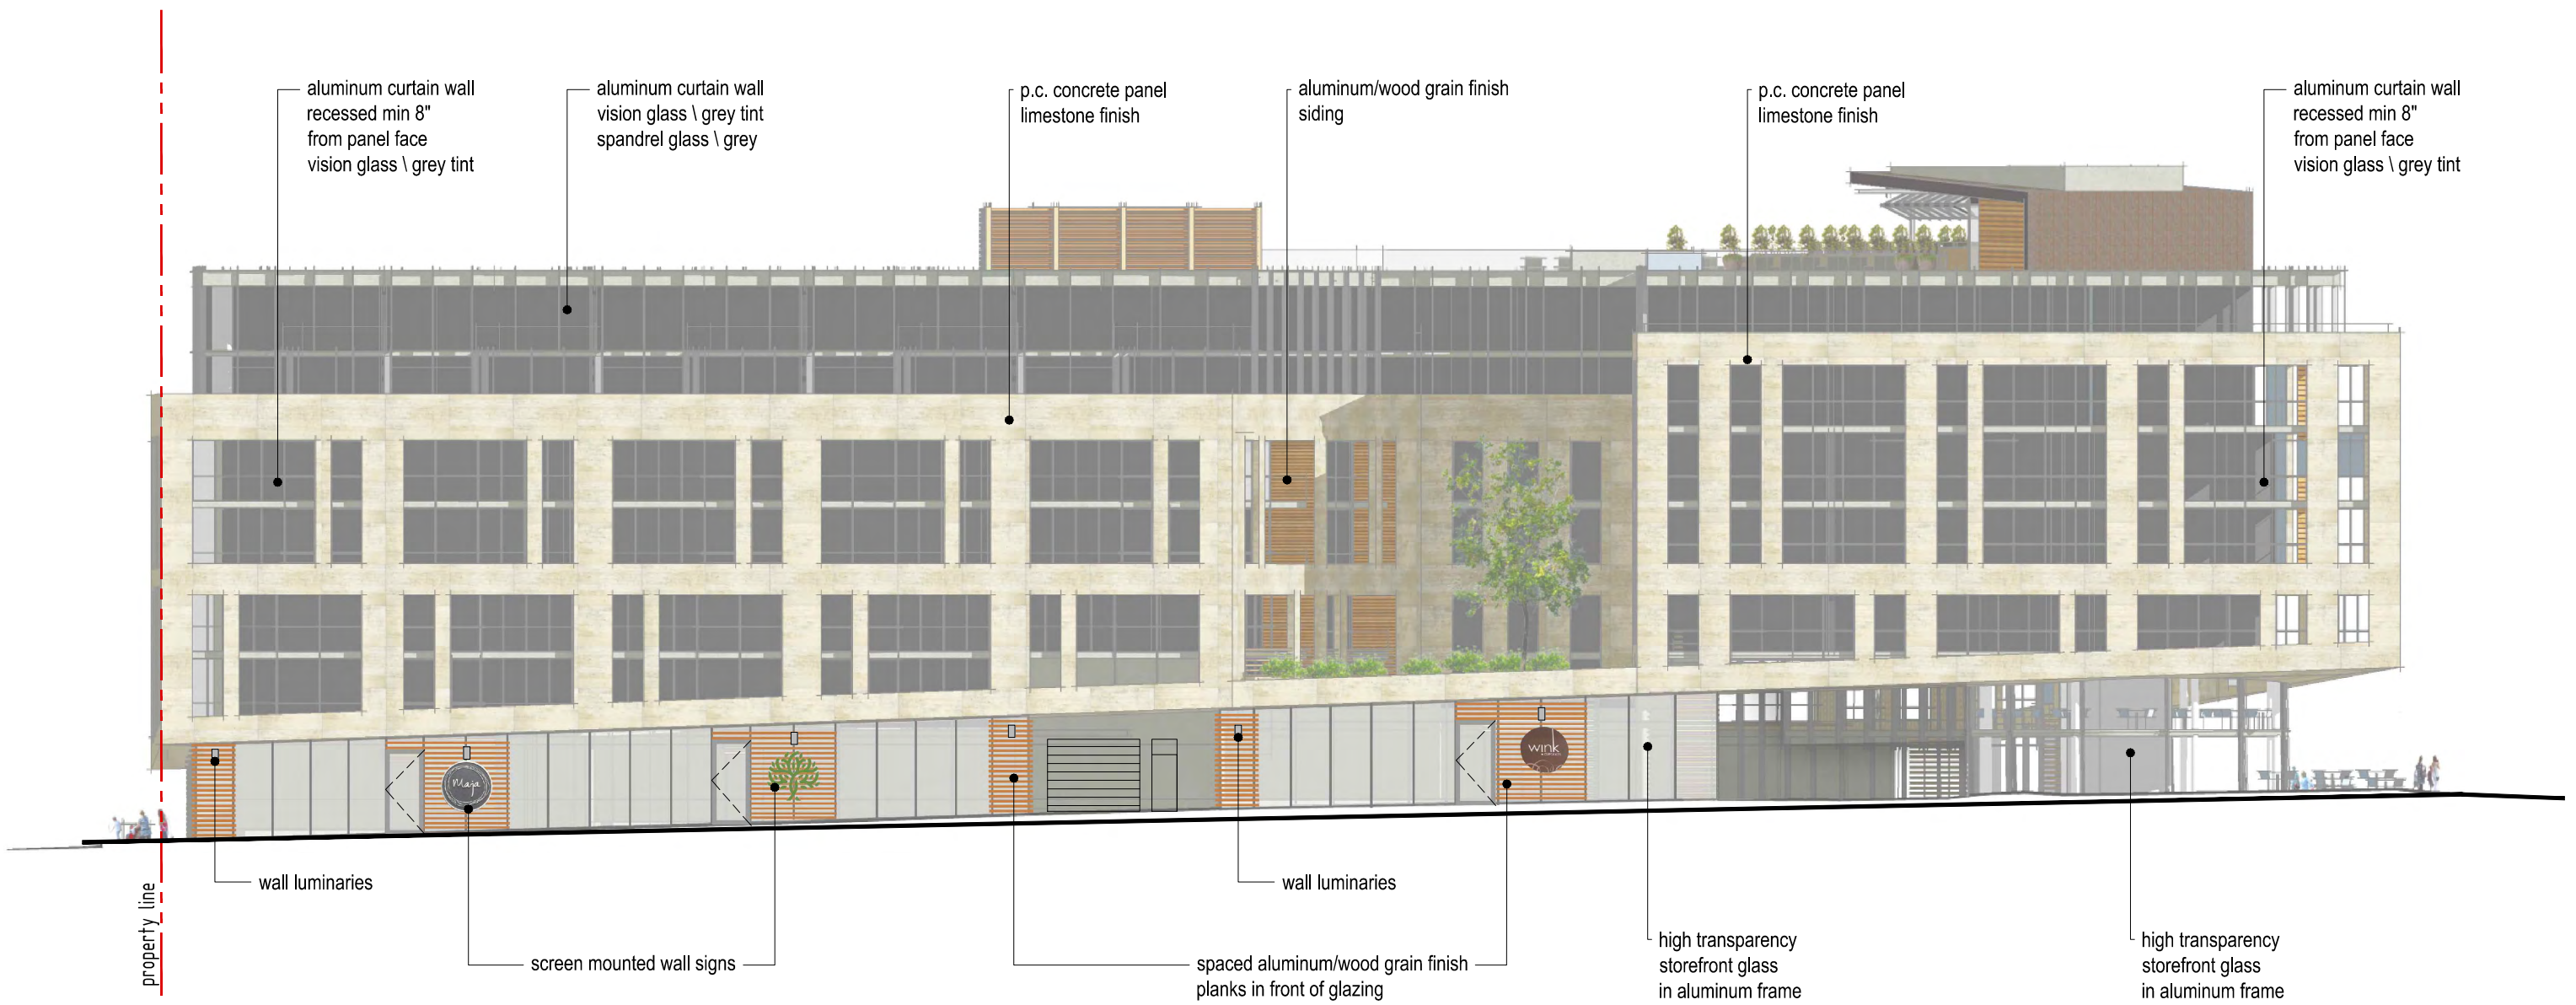 aluminum curtain wall
recessed min 8"
from panel face
vision glass \ grey tint
aluminum curtain wall
vision glass \ grey tint
spandrel glass \ grey
p.c. concrete panel
limestone finish
aluminum/wood grain finish
siding
p.c. concrete panel
limestone finish
aluminum curtain wall
recessed min 8"
from panel face
vision glass \ grey tint
Maja
wink
wall luminaries
wall luminaries
property line
screen mounted wall signs
spaced aluminum/wood grain finish
planks in front of glazing
high transparency
storefront glass
in aluminum frame
high transparency
storefront glass
in aluminum frame